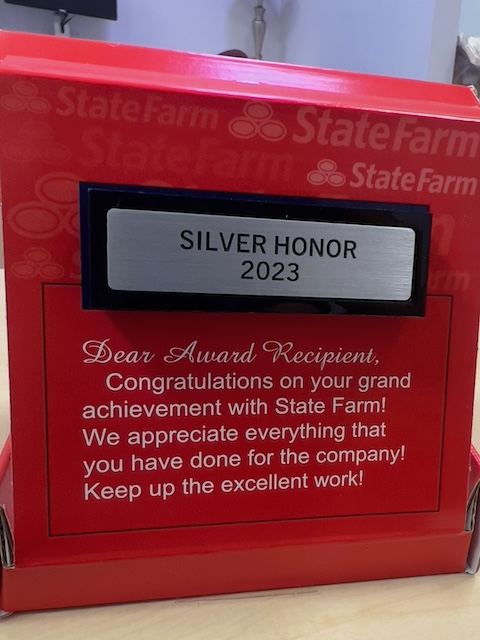 StateFarm
StateFarm
StateFarm
StateFarm
SILVER HONOR
2023
Dear Award Recipient,
Congratulations on your grand
achievement with State Farm!
We appreciate everything that
you have done for the company!
Keep up the excellent work!